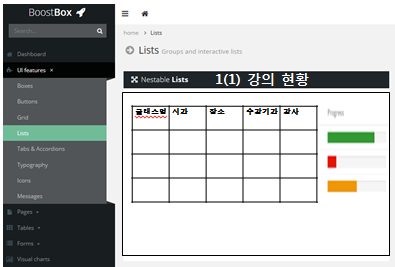 BoostBox
Search...
Dashboard
UI features
Boxes
Buttons
Grid
Lists
Tabs & Accordions
Typography
Icons
Messages
Pages
Tables
Forms
Visual charts
home > Lists
Lists Groups and interactive lists
Nestable Lists 1(1) 강의 현황
클래스명 시간 장소 수강기간 강사
Progress